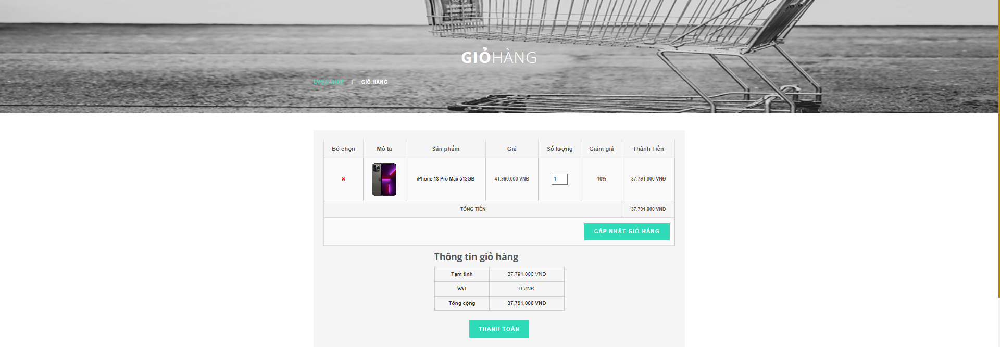 GIỎHÀNG
EVO8 SHOP | GIỎ HÀNG
Bỏ chọn Mô tả Sản phẩm Giá Số lượng Giảm giá Thành Tiền
× iPhone 13 Pro Max 512GB 41,990,000 VNĐ 1 10% 37,791,000 VNĐ
TỔNG TIỀN 37,791,000 VNĐ
CẬP NHẬT GIỎ HÀNG
Thông tin giỏ hàng
Tạm tính 37,791,000 VNĐ
VAT 0 VNĐ
Tổng cộng 37,791,000 VNĐ
THANH TOÁN